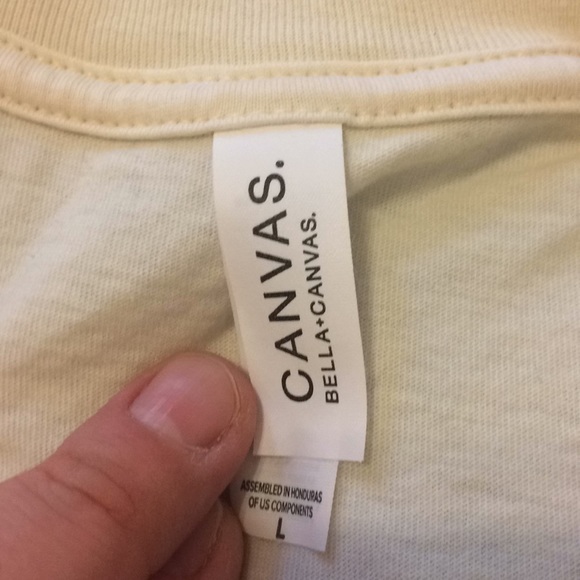 CANVAS.
BELLA+CANVAS.
ASSEMBLED IN HONDURAS
OF US COMPONENTS
L